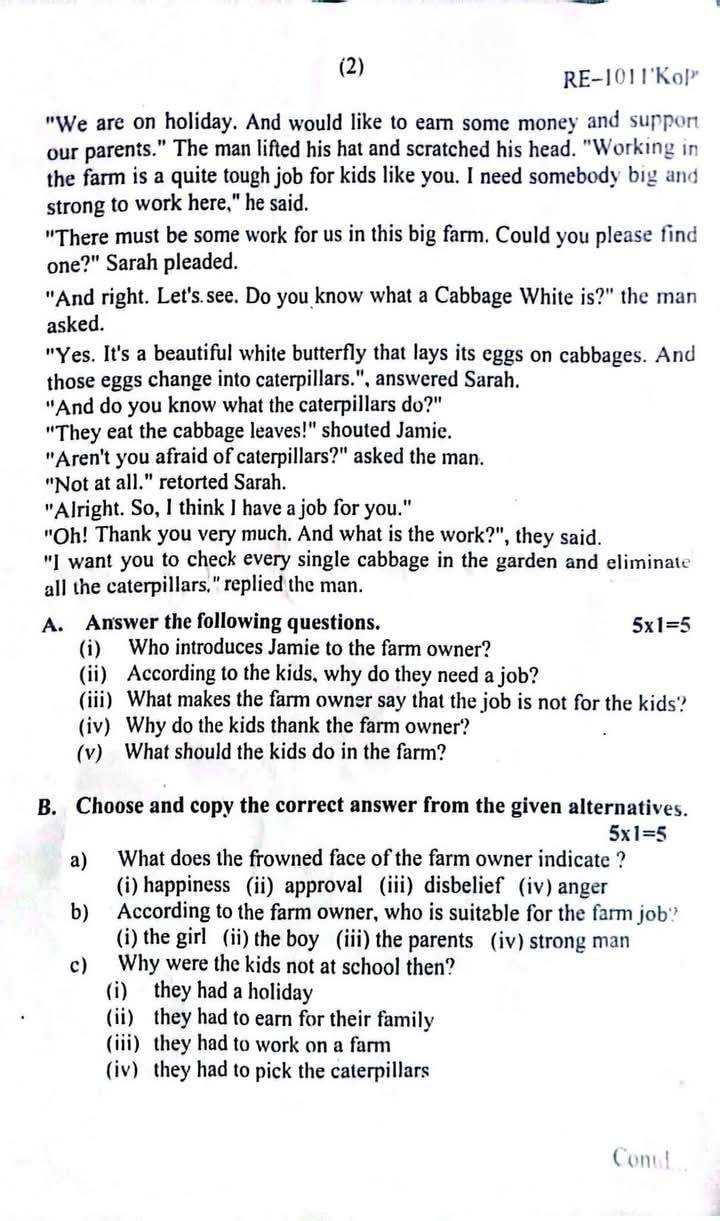 (2)
RE-1011'KoP'
"We are on holiday. And would like to earn some money and support
our parents." The man lifted his hat and scratched his head. "Working in
the farm is a quite tough job for kids like you. I need somebody big and
strong to work here," he said.
"There must be some work for us in this big farm. Could you please find
one?" Sarah pleaded.
"And right. Let's see. Do you know what a Cabbage White is?" the man
asked.
"Yes. It's a beautiful white butterfly that lays its eggs on cabbages. And
those eggs change into caterpillars.", answered Sarah.
"And do you know what the caterpillars do?"
"They eat the cabbage leaves!" shouted Jamie.
"Aren't you afraid of caterpillars?" asked the man.
"Not at all." retorted Sarah.
"Alright. So, I think I have a job for you."
"Oh! Thank you very much. And what is the work?", they said.
"I want you to check every single cabbage in the garden and eliminate
all the caterpillars." replied the man.
A. Answer the following questions. 5x1=5
(i) Who introduces Jamie to the farm owner?
(ii) According to the kids, why do they need a job?
(iii) What makes the farm owner say that the job is not for the kids?
(iv) Why do the kids thank the farm owner?
(v) What should the kids do in the farm?
B. Choose and copy the correct answer from the given alternatives.
5x1=5
a) What does the frowned face of the farm owner indicate ?
(i) happiness (ii) approval (iii) disbelief (iv) anger
b) According to the farm owner, who is suitable for the farm job?
(i) the girl (ii) the boy (iii) the parents (iv) strong man
c) Why were the kids not at school then?
(i) they had a holiday
(ii) they had to earn for their family
(iii) they had to work on a farm
(iv) they had to pick the caterpillars
Contd...